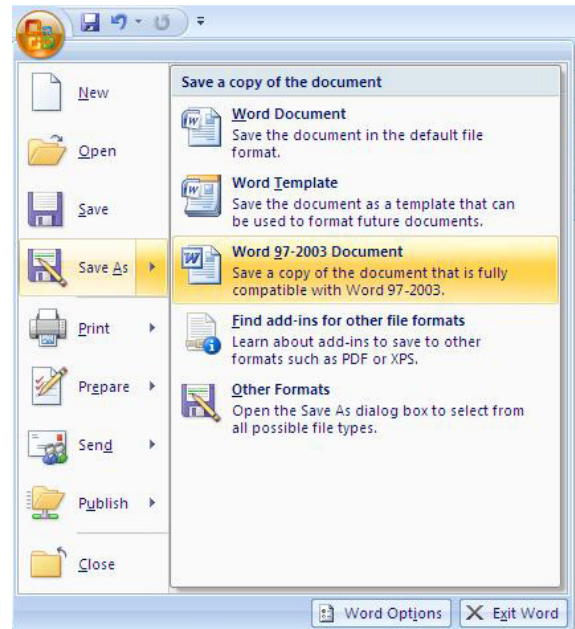 New
Open
Save
Save As
Print
Prepare
Send
Publish
Close
Save a copy of the document
Word Document
Save the document in the default file
format.
Word Template
Save the document as a template that can
be used to format future documents.
Word 97-2003 Document
Save a copy of the document that is fully
compatible with Word 97-2003.
Find add-ins for other file formats
Learn about add-ins to save to other
formats such as PDF or XPS.
Other Formats
Open the Save As dialog box to select from
all possible file types.
Word Options
Exit Word